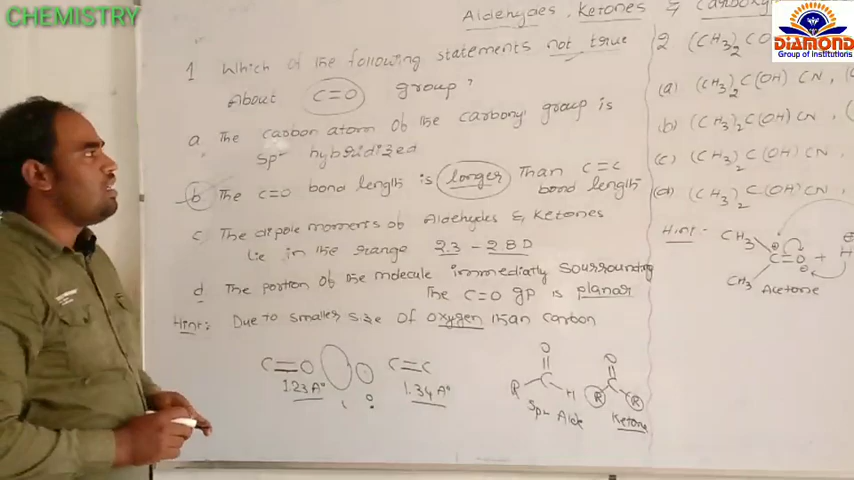 CHEMISTRY
DIAMOND
Group of Institutions
Aldehydes, Ketones & Carboxy
1 Which of the following statements not true
About C=O group?
a The carbon atom of the carbonyl group is
Sp² hybridized
b The C=O bond length is longer Than C=C
bond length
c The dipole moments of Aldehydes & Ketones
Lie in the range 2.3 - 2.8 D
d The portion of the molecule immediatly sourrounding
The C=O gp is planar
Hint: Due to smaller size of oxygen than carbon
C=O C=C
1.23 A° 1.34 A°
O O
R C H R C R
Sp² Alde Ketone
2 (CH3)2 CO
(a) (CH3)2 C(OH) CN,
(b) (CH3)2 C(OH) CN,
(c) (CH3)2 C(OH) CN,
(d) (CH3)2 C(OH) CN,
Hint:- CH3 C=O + H
CH3 Acetone